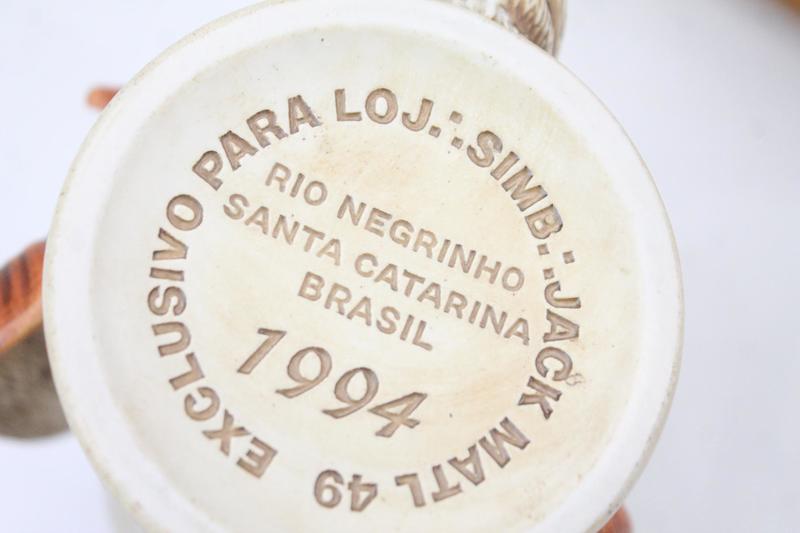 EXCLUSIVO PARA LOJ.∴SIMB.∴JACK MATL 49
RIO NEGRINHO
SANTA CATARINA
BRASIL
1994